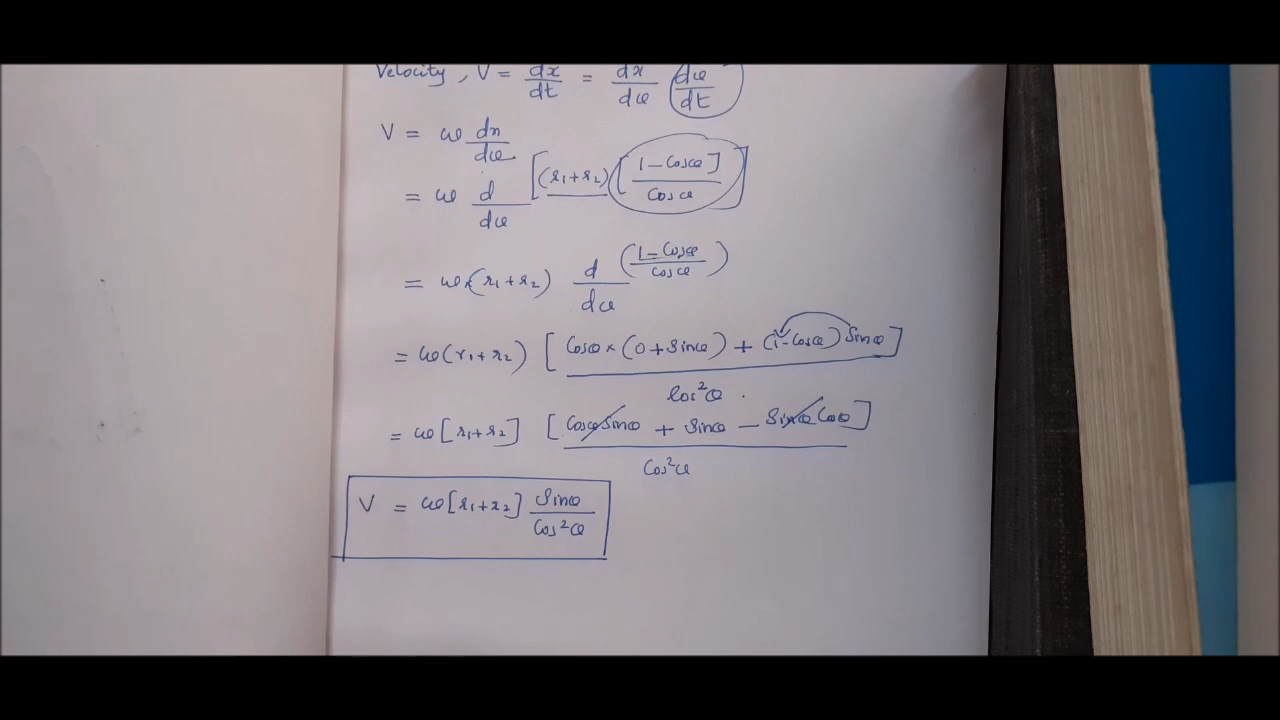 Velocity, V = dx/dt = dx/dθ dθ/dt
V = ω dx/dθ
= ω d/dθ [(r₁+r₂) [1-Cosθ]/Cosθ]
= ω×(r₁+r₂) d/dθ (1-Cosθ/Cosθ)
= ω(r₁+r₂) [Cosθ×(0+Sinθ) + (1-Cosθ) Sinθ]/Cos²θ
= ω[r₁+r₂] [CosθSinθ + Sinθ - Sinθ Cosθ]/Cos²θ
V = ω[r₁+r₂] Sinθ/Cos²θ